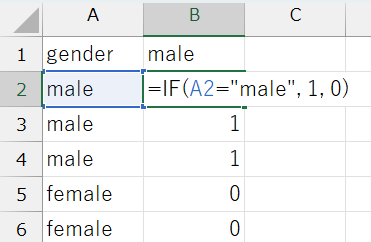 A B C
1 gender male
2 male =IF(A2="male", 1, 0)
3 male 1
4 male 1
5 female 0
6 female 0